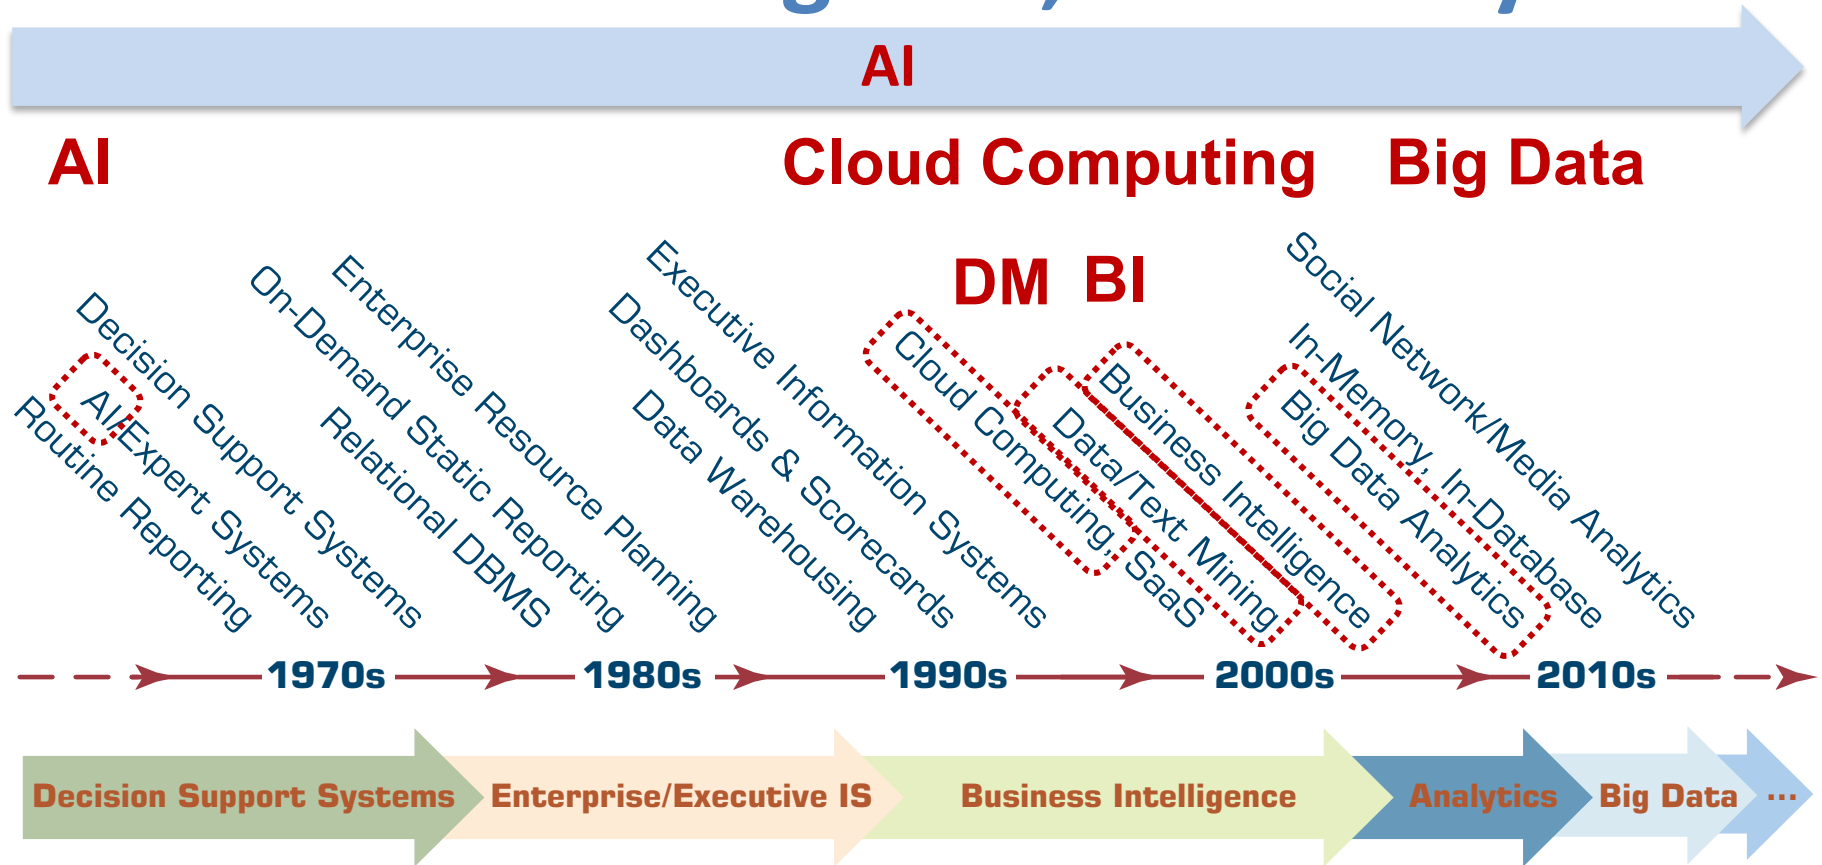 AI
AI
Cloud Computing
Big Data
DM
BI
Routine Reporting
AI/Expert Systems
Decision Support Systems
Relational DBMS
On-Demand Static Reporting
Enterprise Resource Planning
Data Warehousing
Dashboards & Scorecards
Executive Information Systems
Cloud Computing, SaaS
Data/Text Mining
Business Intelligence
Big Data Analytics
In-Memory, In-Database
Social Network/Media Analytics
1970s
1980s
1990s
2000s
2010s
Decision Support Systems
Enterprise/Executive IS
Business Intelligence
Analytics
Big Data
...